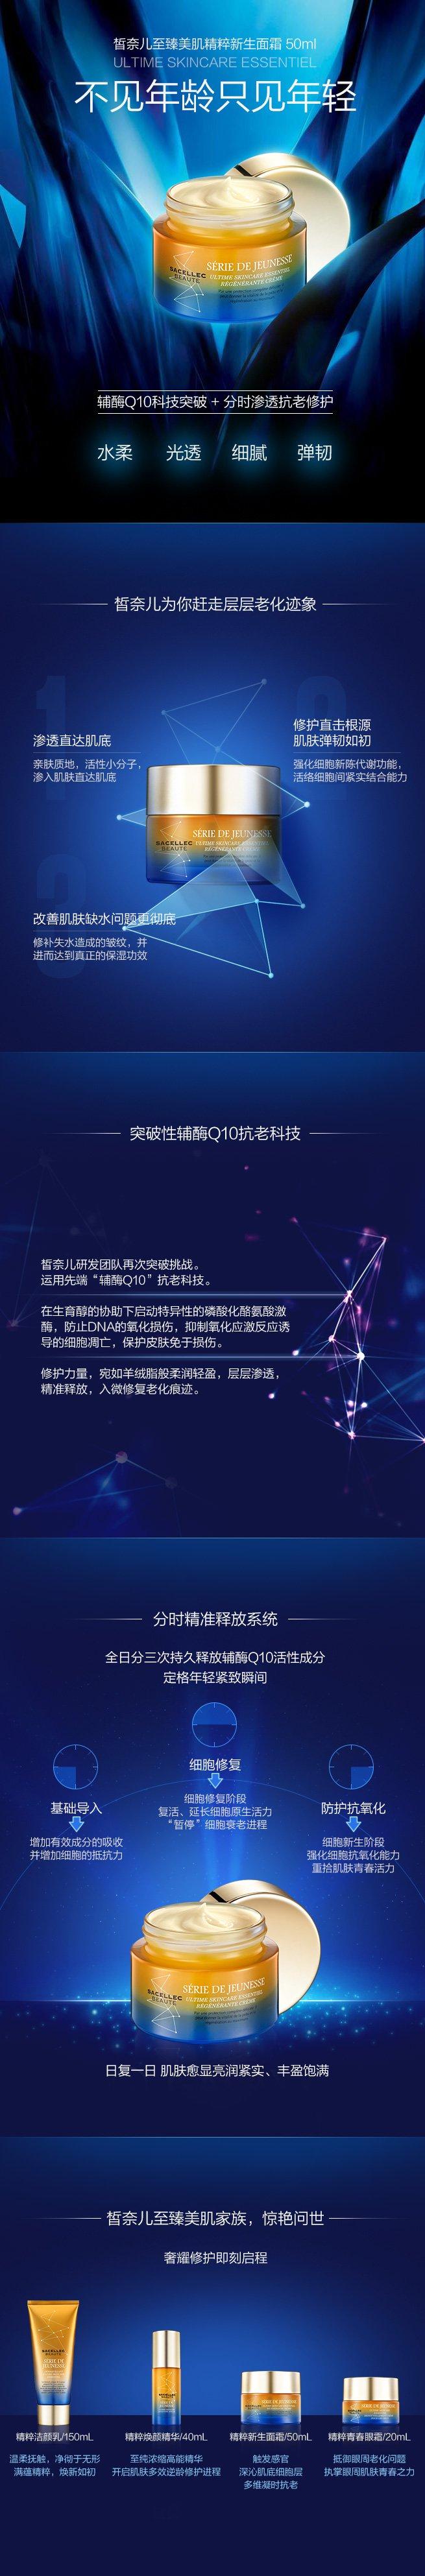 皙奈儿至臻美肌精粹新生面霜 50ml
ULTIME SKINCARE ESSENTIEL
不见年龄只见年轻
SACELLEC
BEAUTE
SÉRIE DE JEUNESSE
ULTIME SKINCARE ESSENTIEL
RÉGÉNÉRANTE CRÈME
辅酶Q10科技突破 + 分时渗透抗老修护
水柔 光透 细腻 弹韧
皙奈儿为你赶走层层老化迹象
1
渗透直达肌底
亲肤质地，活性小分子，
渗入肌肤直达肌底
2
修护直击根源
肌肤弹韧如初
强化细胞新陈代谢功能，
活络细胞间紧实结合能力
SACELLEC
BEAUTE
SÉRIE DE JEUNESSE
ULTIME SKINCARE ESSENTIEL
RÉGÉNÉRANTE CRÈME
3
改善肌肤缺水问题更彻底
修补失水造成的皱纹，并
进而达到真正的保湿功效
突破性辅酶Q10抗老科技
皙奈儿研发团队再次突破挑战。
运用先端“辅酶Q10”抗老科技。
在生育醇的协助下启动特异性的磷酸化酪氨酸激
酶，防止DNA的氧化损伤，抑制氧化应激反应诱
导的细胞凋亡，保护皮肤免于损伤。
修护力量，宛如羊绒脂般柔润轻盈，层层渗透，
精准释放，入微修复老化痕迹。
分时精准释放系统
全日分三次持久释放辅酶Q10活性成分
定格年轻紧致瞬间
基础导入
增加有效成分的吸收
并增加细胞的抵抗力
细胞修复
细胞修复阶段
复活、延长细胞原生活力
“暂停”细胞衰老进程
防护抗氧化
细胞新生阶段
强化细胞抗氧化能力
重拾肌肤青春活力
SACELLEC
BEAUTE
SÉRIE DE JEUNESSE
ULTIME SKINCARE ESSENTIEL
RÉGÉNÉRANTE CRÈME
日复一日 肌肤愈显亮润紧实、丰盈饱满
皙奈儿至臻美肌家族，惊艳问世
奢耀修护即刻启程
精粹洁颜乳/150mL
温柔抚触，净彻于无形
满蕴精粹，焕新如初
精粹焕颜精华/40mL
至纯浓缩高能精华
开启肌肤多效逆龄修护进程
精粹新生面霜/50mL
触发感官
深沁肌底细胞层
多维凝时抗老
精粹青春眼霜/20mL
抵御眼周老化问题
执掌眼周肌肤青春之力